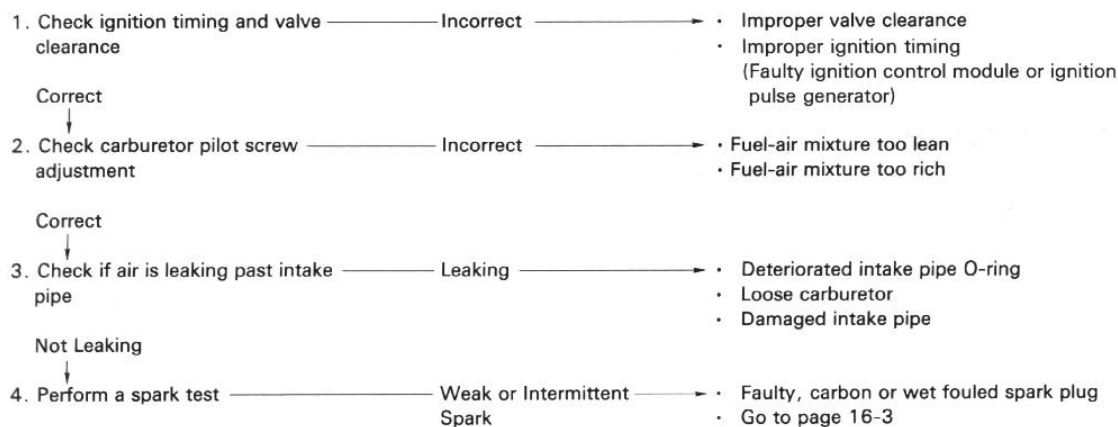 1. Check ignition timing and valve clearance
Incorrect
· Improper valve clearance
· Improper ignition timing
(Faulty ignition control module or ignition pulse generator)
Correct
2. Check carburetor pilot screw adjustment
Incorrect
· Fuel-air mixture too lean
· Fuel-air mixture too rich
Correct
3. Check if air is leaking past intake pipe
Leaking
· Deteriorated intake pipe O-ring
· Loose carburetor
· Damaged intake pipe
Not Leaking
4. Perform a spark test
Weak or Intermittent Spark
· Faulty, carbon or wet fouled spark plug
· Go to page 16-3